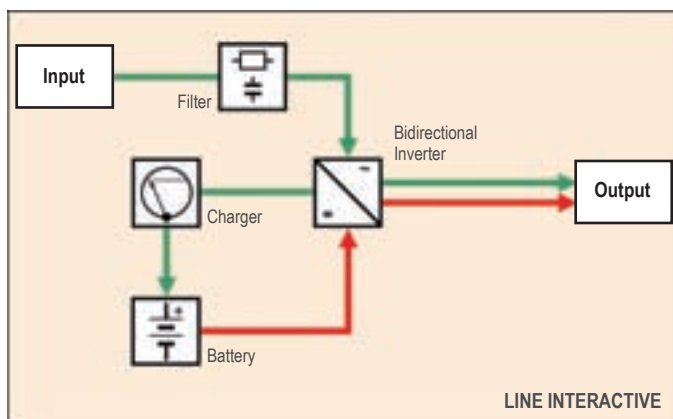 Input
Filter
Bidirectional
Inverter
Output
Charger
Battery
LINE INTERACTIVE